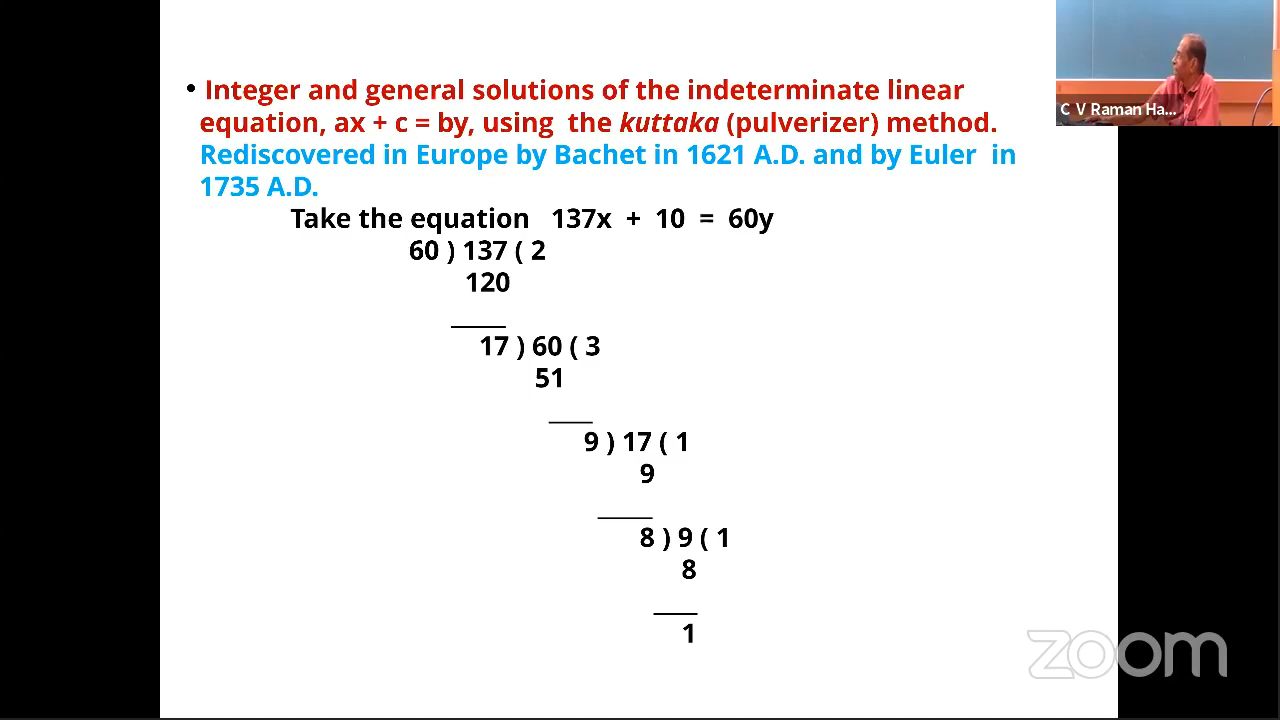 • Integer and general solutions of the indeterminate linear
equation, ax + c = by, using the kuttaka (pulverizer) method.
Rediscovered in Europe by Bachet in 1621 A.D. and by Euler in
1735 A.D.
Take the equation 137x + 10 = 60y
60 ) 137 ( 2
120
17 ) 60 ( 3
51
9 ) 17 ( 1
9
8 ) 9 ( 1
8
1
C V Raman Ha...
zoom